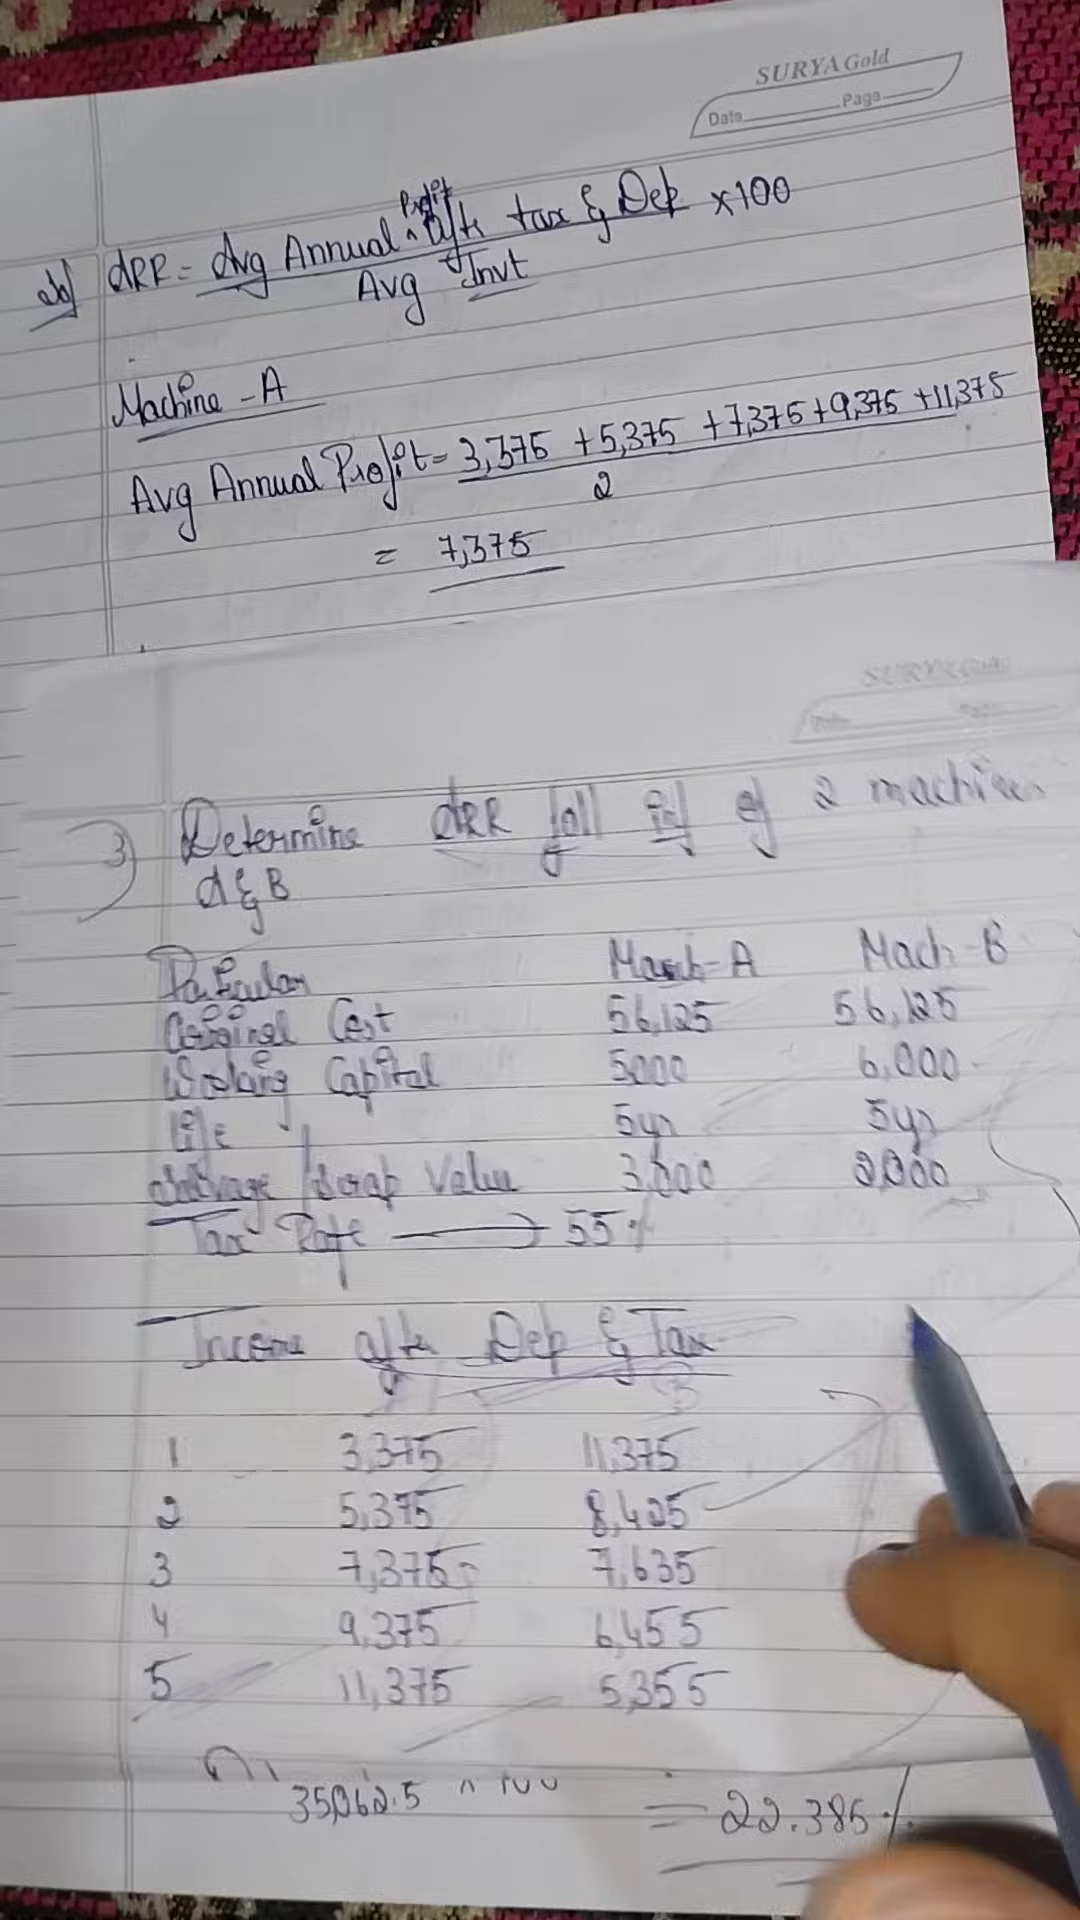 SURYA Gold
Date Page
ARR = Avg Annual Profit after tax & Dep × 100
Avg Invt
Machine - A
Avg Annual Profit = 3,375 + 5,375 + 7,375 + 9,375 + 11,375
2
= 7,375
3) Determine ARR foll of 2 machine
A & B
Mach-A Mach-B
Original Cost 56,125 56,125
Working Capital 5000 6,000
Life 5yr 5yr
Salvage/Scrap Value 3,000 3,000
Tax Rate → 55%
Income after Dep & Tax
B
1 3,375 11,375
2 5,375 8,425
3 7,375 7,635
4 9,375 6,455
5 11,375 5,355
35,062.5 × 100 = 22.385%